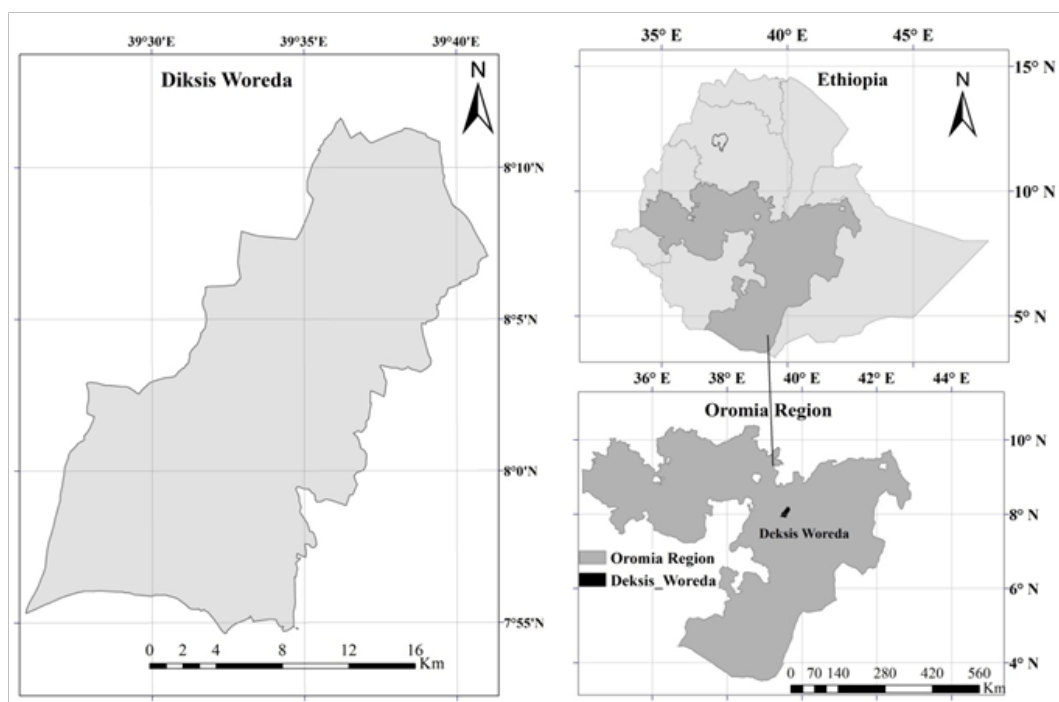 39°30'E 39°35'E 39°40'E
Diksis Woreda
N
8°10'N
8°5'N
8°0'N
7°55'N
0 2 4 8 12 16
Km
35° E 40° E 45° E
Ethiopia
N
15° N
10° N
5° N
36° E 38° E 40° E 42° E 44° E
Oromia Region
10° N
8° N
Deksis Woreda
Oromia Region
Deksis_Woreda
6° N
4° N
0 70 140 280 420 560
Km